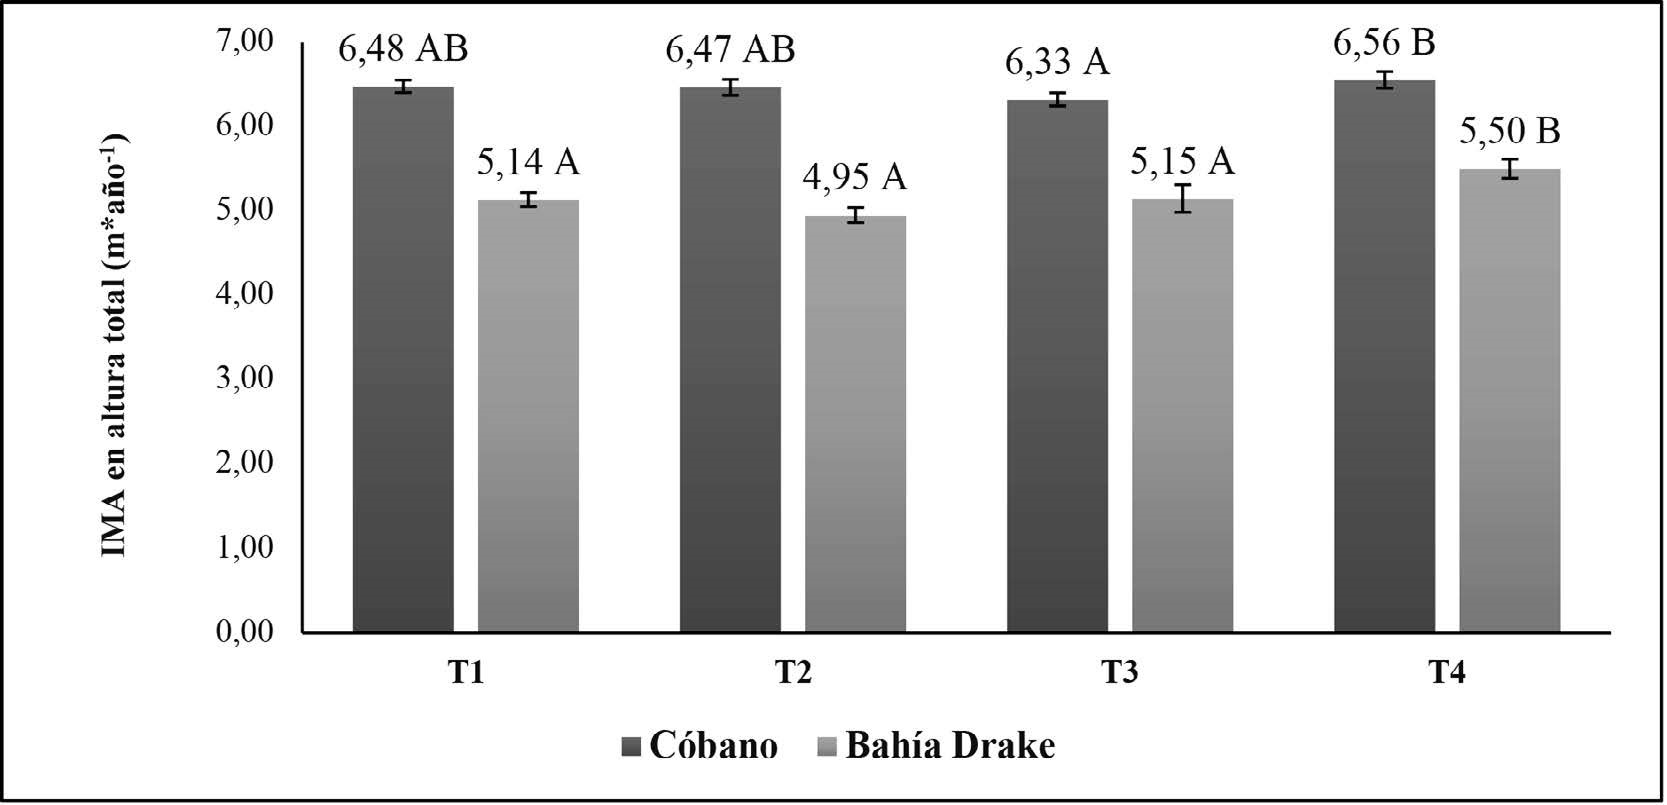 7,00
6,00
5,00
4,00
3,00
2,00
1,00
0,00
IMA en altura total (m*año-1)
6,48 AB
5,14 A
6,47 AB
4,95 A
6,33 A
5,15 A
6,56 B
5,50 B
T1
T2
T3
T4
Cóbano
Bahía Drake